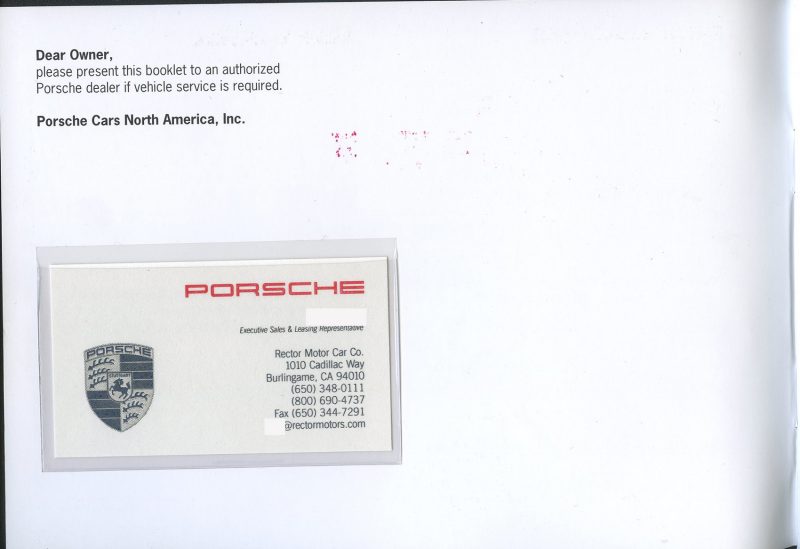 Dear Owner,
please present this booklet to an authorized
Porsche dealer if vehicle service is required.
Porsche Cars North America, Inc.
PORSCHE
Executive Sales & Leasing Representative
PORSCHE
Rector Motor Car Co.
1010 Cadillac Way
Burlingame, CA 94010
(650) 348-0111
(800) 690-4737
Fax (650) 344-7291
@rectormotors.com